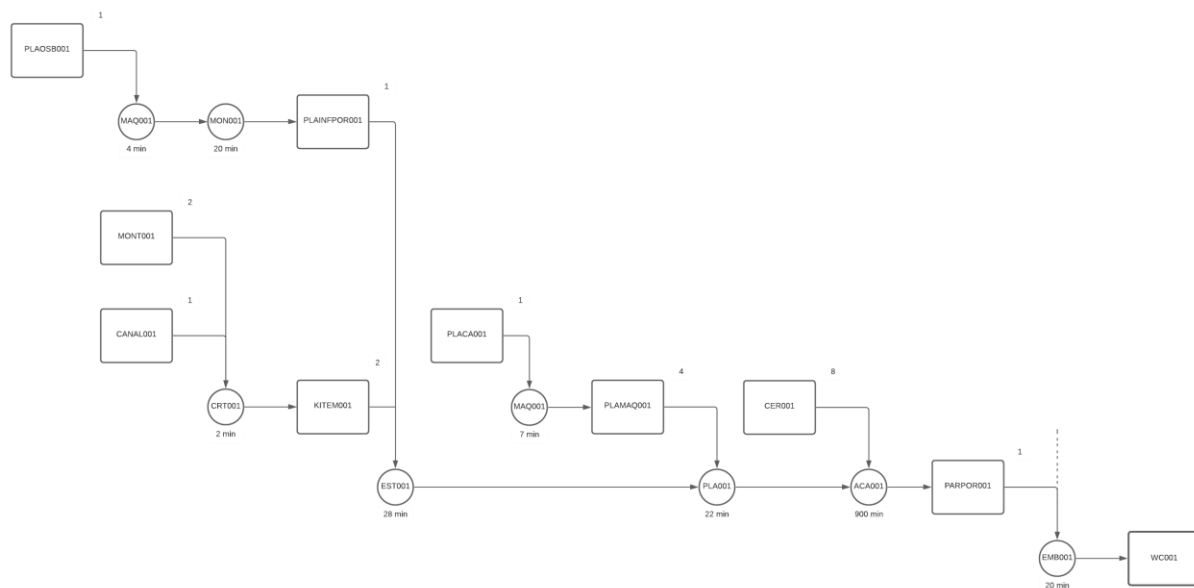 1
PLAOSB001
1
MAQ001
MON001
PLAINFPOR001
4 min
20 min
2
MONT001
1
1
CANAL001
PLACA001
2
4
8
CRT001
KITEM001
MAQ001
PLAMAQ001
CER001
2 min
7 min
1
EST001
PLA001
ACA001
PARPOR001
28 min
22 min
900 min
EMB001
WC001
20 min